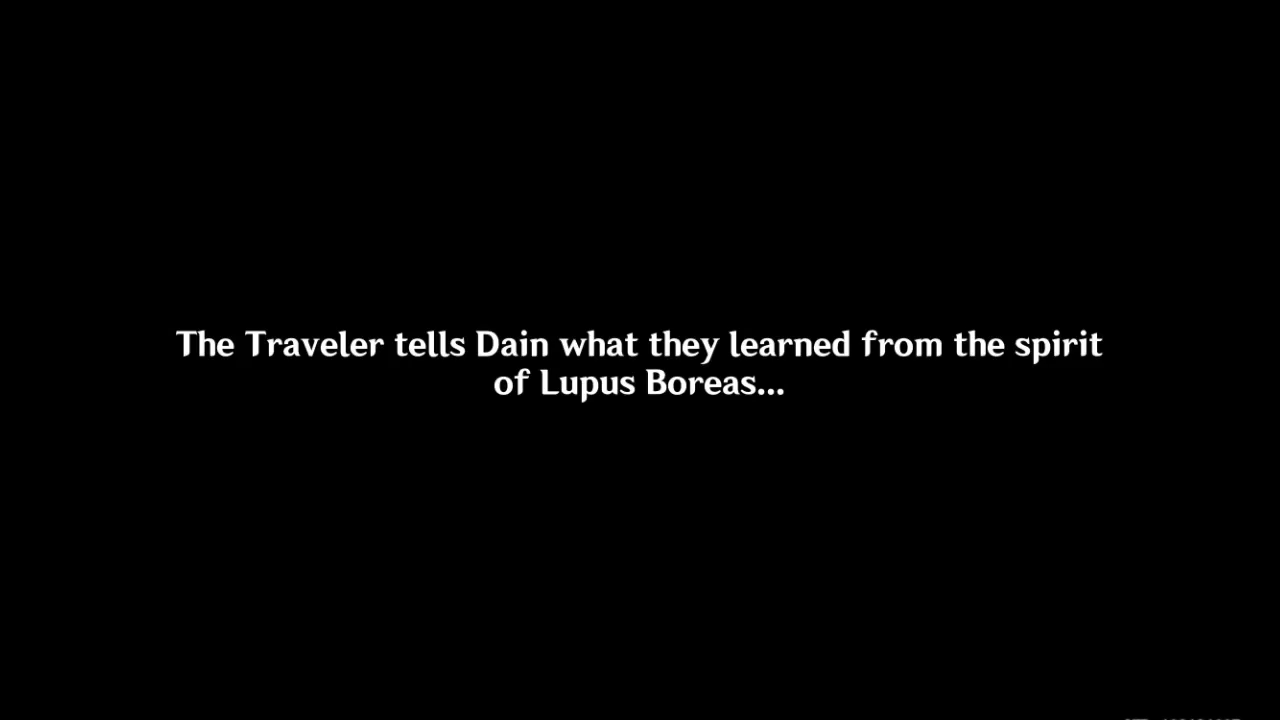 The Traveler tells Dain what they learned from the spirit
of Lupus Boreas...